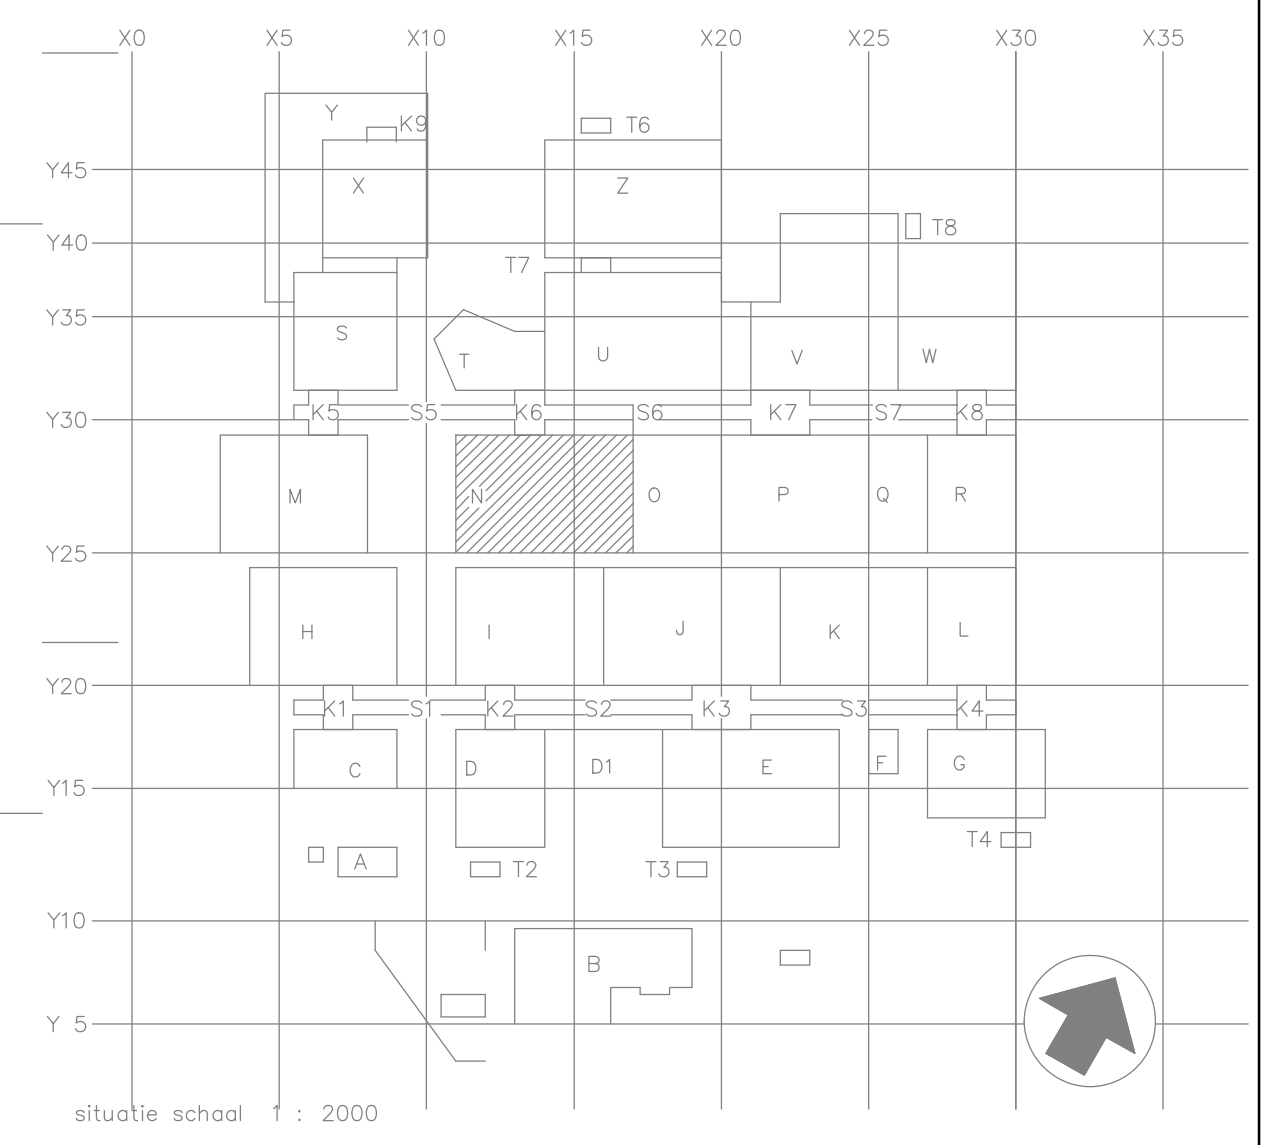 X0 X5 X10 X15 X20 X25 X30 X35
Y K9 T6
Y45
X Z
T8
Y40
T7
Y35
S T U V W
K5 S5 K6 S6 K7 S7 K8
Y30
M N O P Q R
Y25
H I J K L
Y20
K1 S1 K2 S2 K3 S3 K4
C D D1 E F G
Y15
T4
A T2 T3
Y10
B
Y 5
situatie schaal 1 : 2000